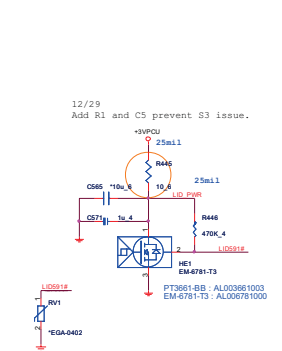 12/29
Add R1 and C5 prevent S3 issue.
+3VPCU
25mil
R445
25mil
C565 *10u_6 10_6
LID_PWR
C571 1u_4
R446
470K_4
1
2 LID591#
HE1
3 EM-6781-T3
LID591#
PT3661-BB : AL003661003
EM-6781-T3 : AL006781000
1
RV1
2
*EGA-0402